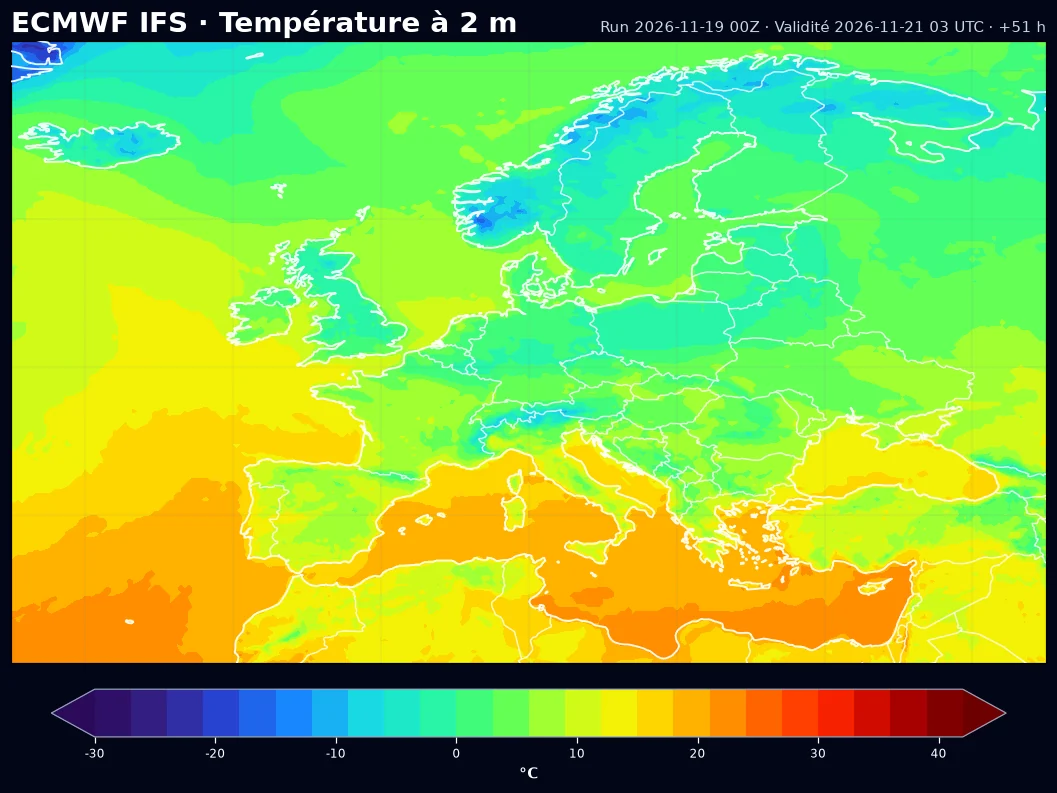 ECMWF IFS · Température à 2 m
Run 2026-11-19 00Z · Validité 2026-11-21 03 UTC · +51 h
-30 -20 -10 0 10 20 30 40
°C